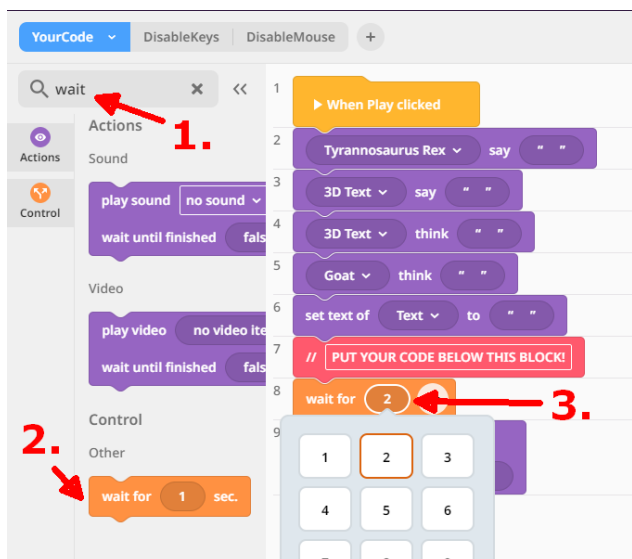 YourCode DisableKeys DisableMouse +
wait
1.
Actions
Control
Actions
Sound
play sound no sound
wait until finished fals
Video
play video no video ite
wait until finished fals
Control
2.
Other
wait for 1 sec.
1 When Play clicked
2 Tyrannosaurus Rex say " "
3 3D Text say " "
4 3D Text think " "
5 Goat think " "
6 set text of Text to " "
7 // PUT YOUR CODE BELOW THIS BLOCK!
8 wait for 2
3.
9
1 2 3
4 5 6